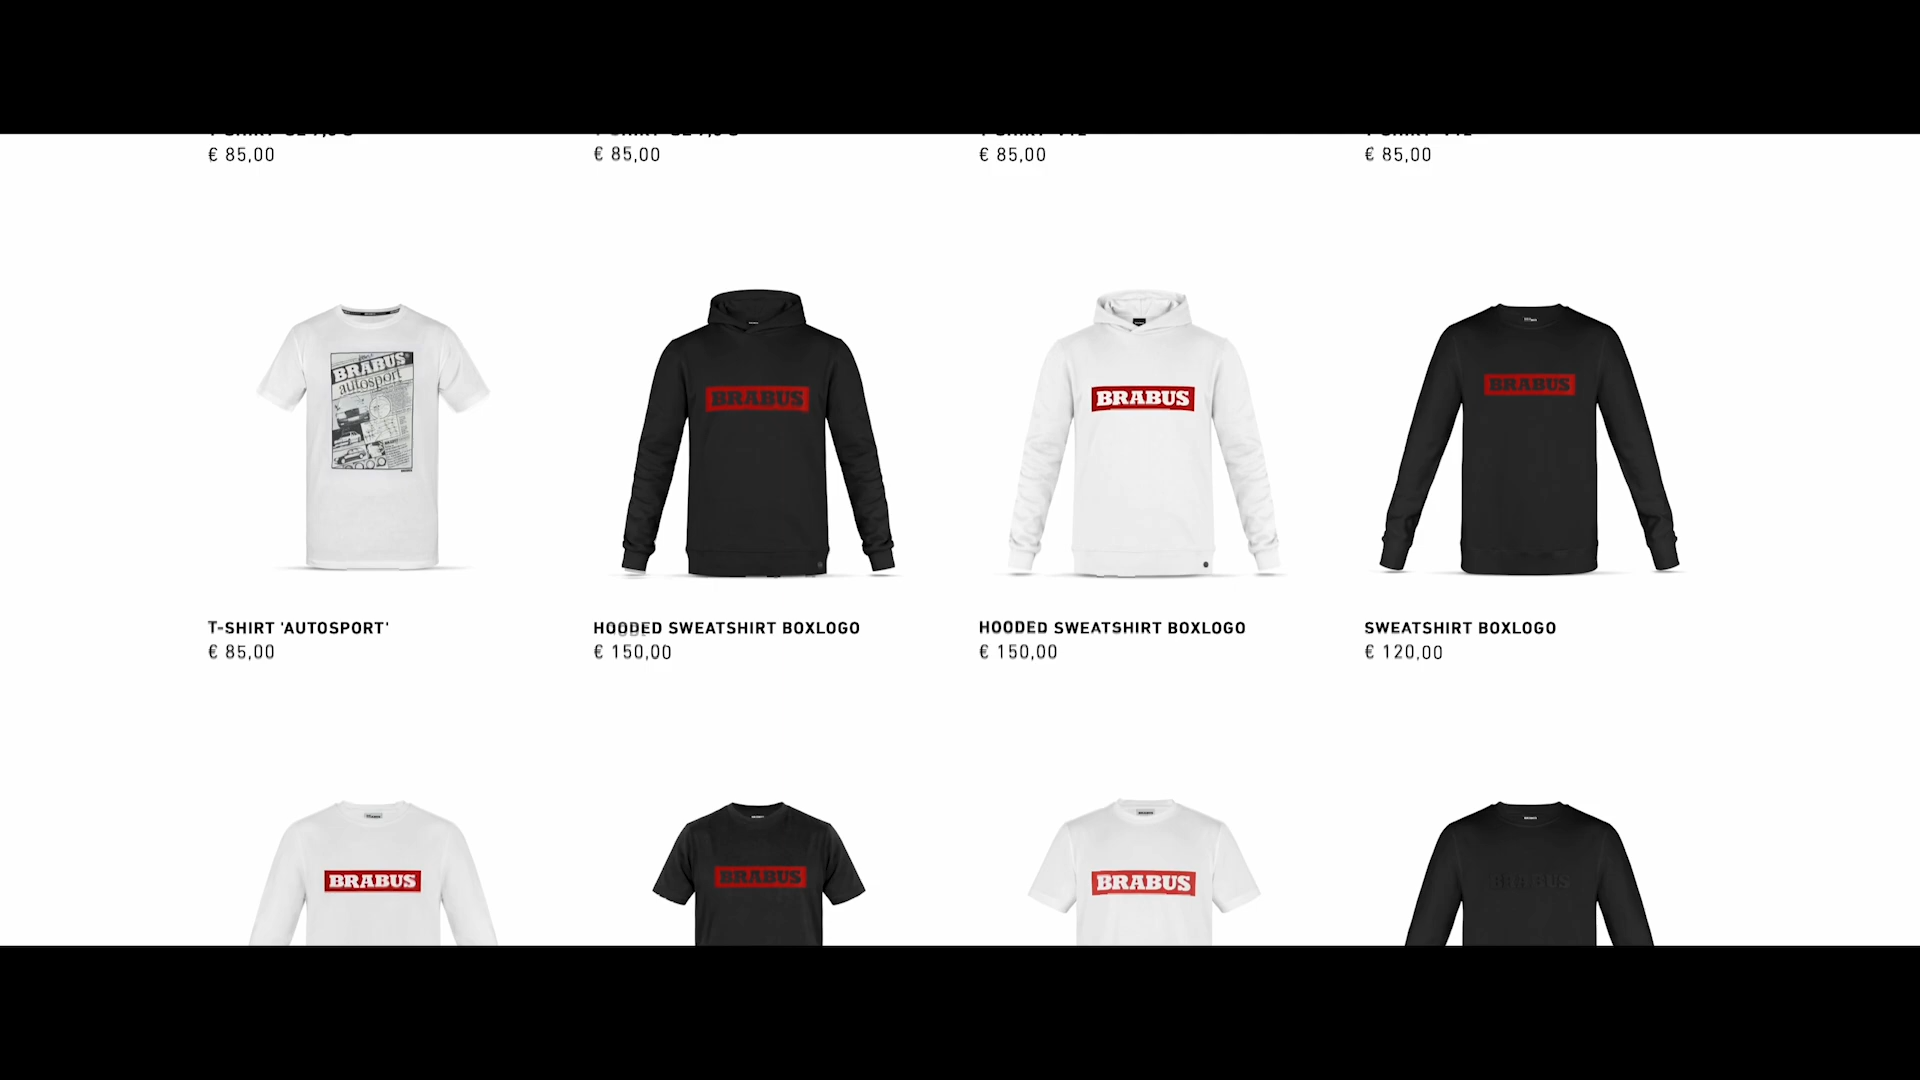 € 85,00
€ 85,00
€ 85,00
€ 85,00
BRABUS
autosport
BRABUS
BRABUS
BRABUS
T-SHIRT 'AUTOSPORT'
€ 85,00
HOODED SWEATSHIRT BOXLOGO
€ 150,00
HOODED SWEATSHIRT BOXLOGO
€ 150,00
SWEATSHIRT BOXLOGO
€ 120,00
BRABUS
BRABUS
BRABUS
BRABUS